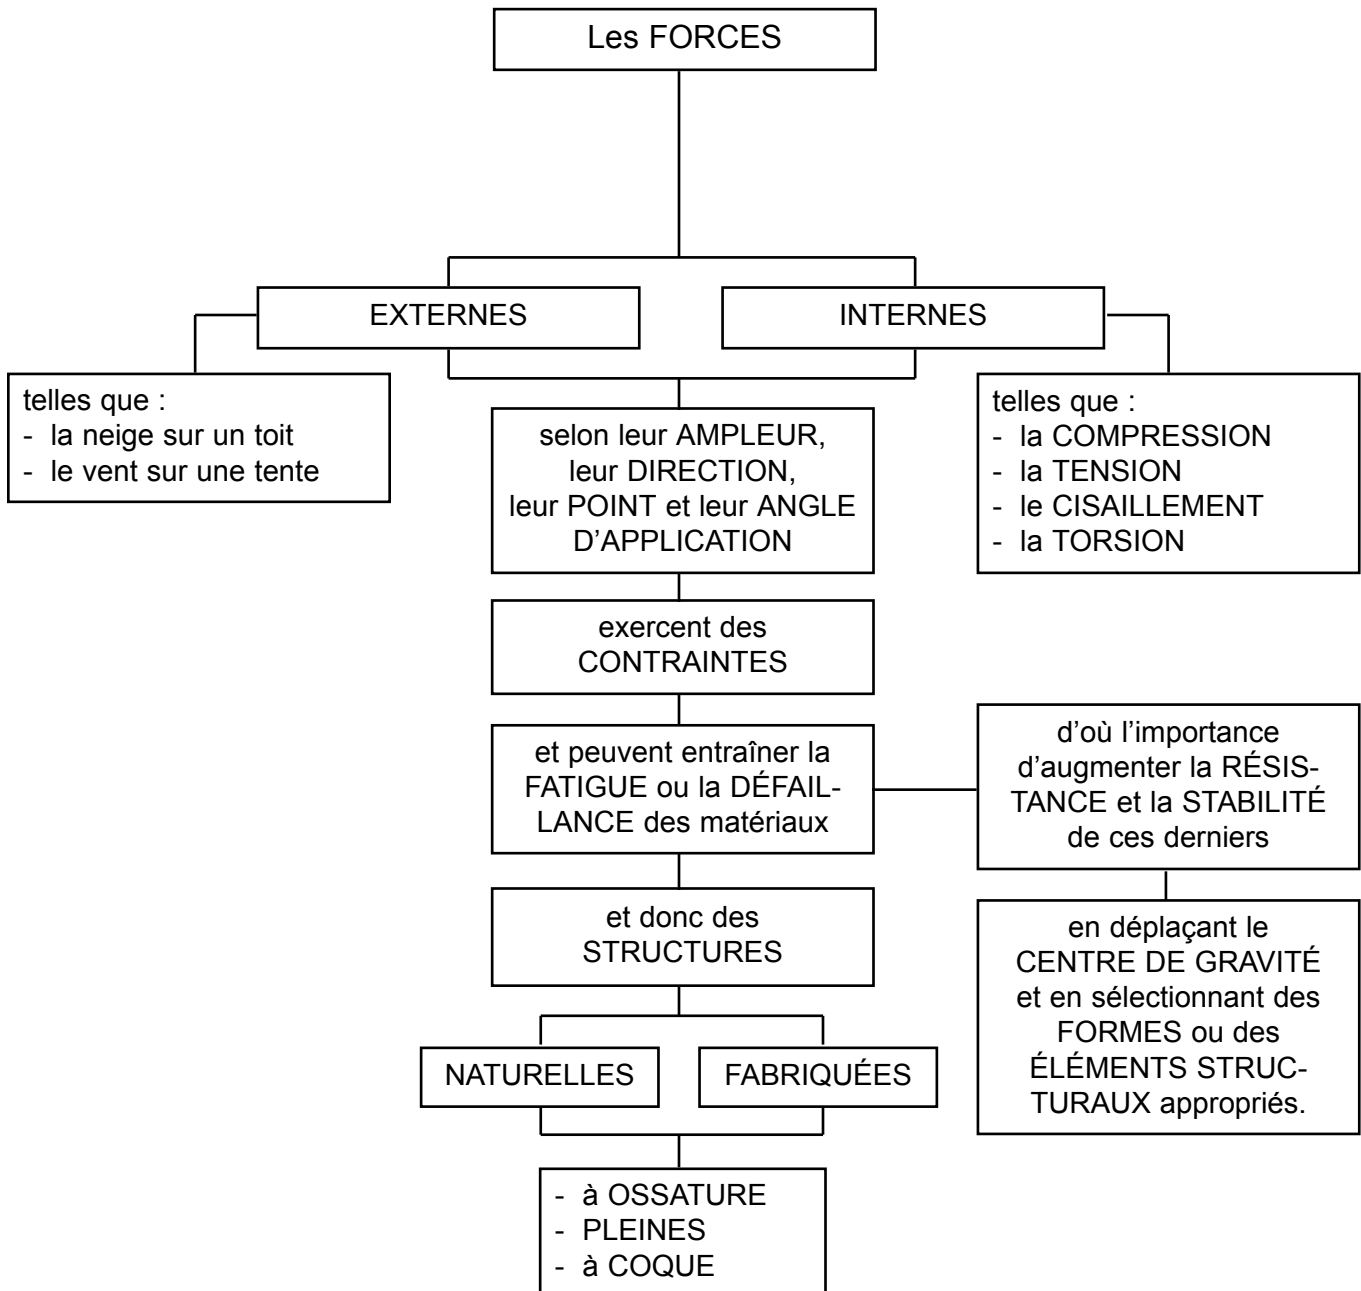 Les FORCES
EXTERNES
INTERNES
telles que :
- la neige sur un toit
- le vent sur une tente
selon leur AMPLEUR,
leur DIRECTION,
leur POINT et leur ANGLE
D’APPLICATION
telles que :
- la COMPRESSION
- la TENSION
- le CISAILLEMENT
- la TORSION
exercent des
CONTRAINTES
et peuvent entraîner la
FATIGUE ou la DÉFAIL-
LANCE des matériaux
d’où l’importance
d’augmenter la RÉSIS-
TANCE et la STABILITÉ
de ces derniers
et donc des
STRUCTURES
en déplaçant le
CENTRE DE GRAVITÉ
et en sélectionnant des
FORMES ou des
ÉLÉMENTS STRUC-
TURAUX appropriés.
NATURELLES
FABRIQUÉES
- à OSSATURE
- PLEINES
- à COQUE